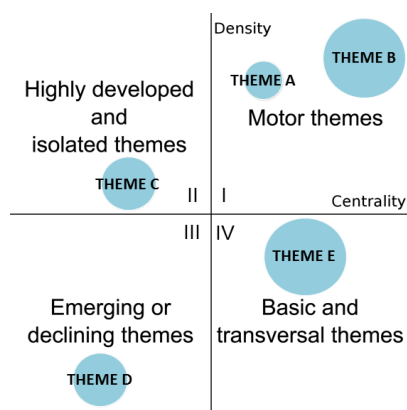 Density
THEME B
THEME A
Highly developed
and
isolated themes
Motor themes
THEME C
II
I
Centrality
III
IV
THEME E
Emerging or
declining themes
Basic and
transversal themes
THEME D